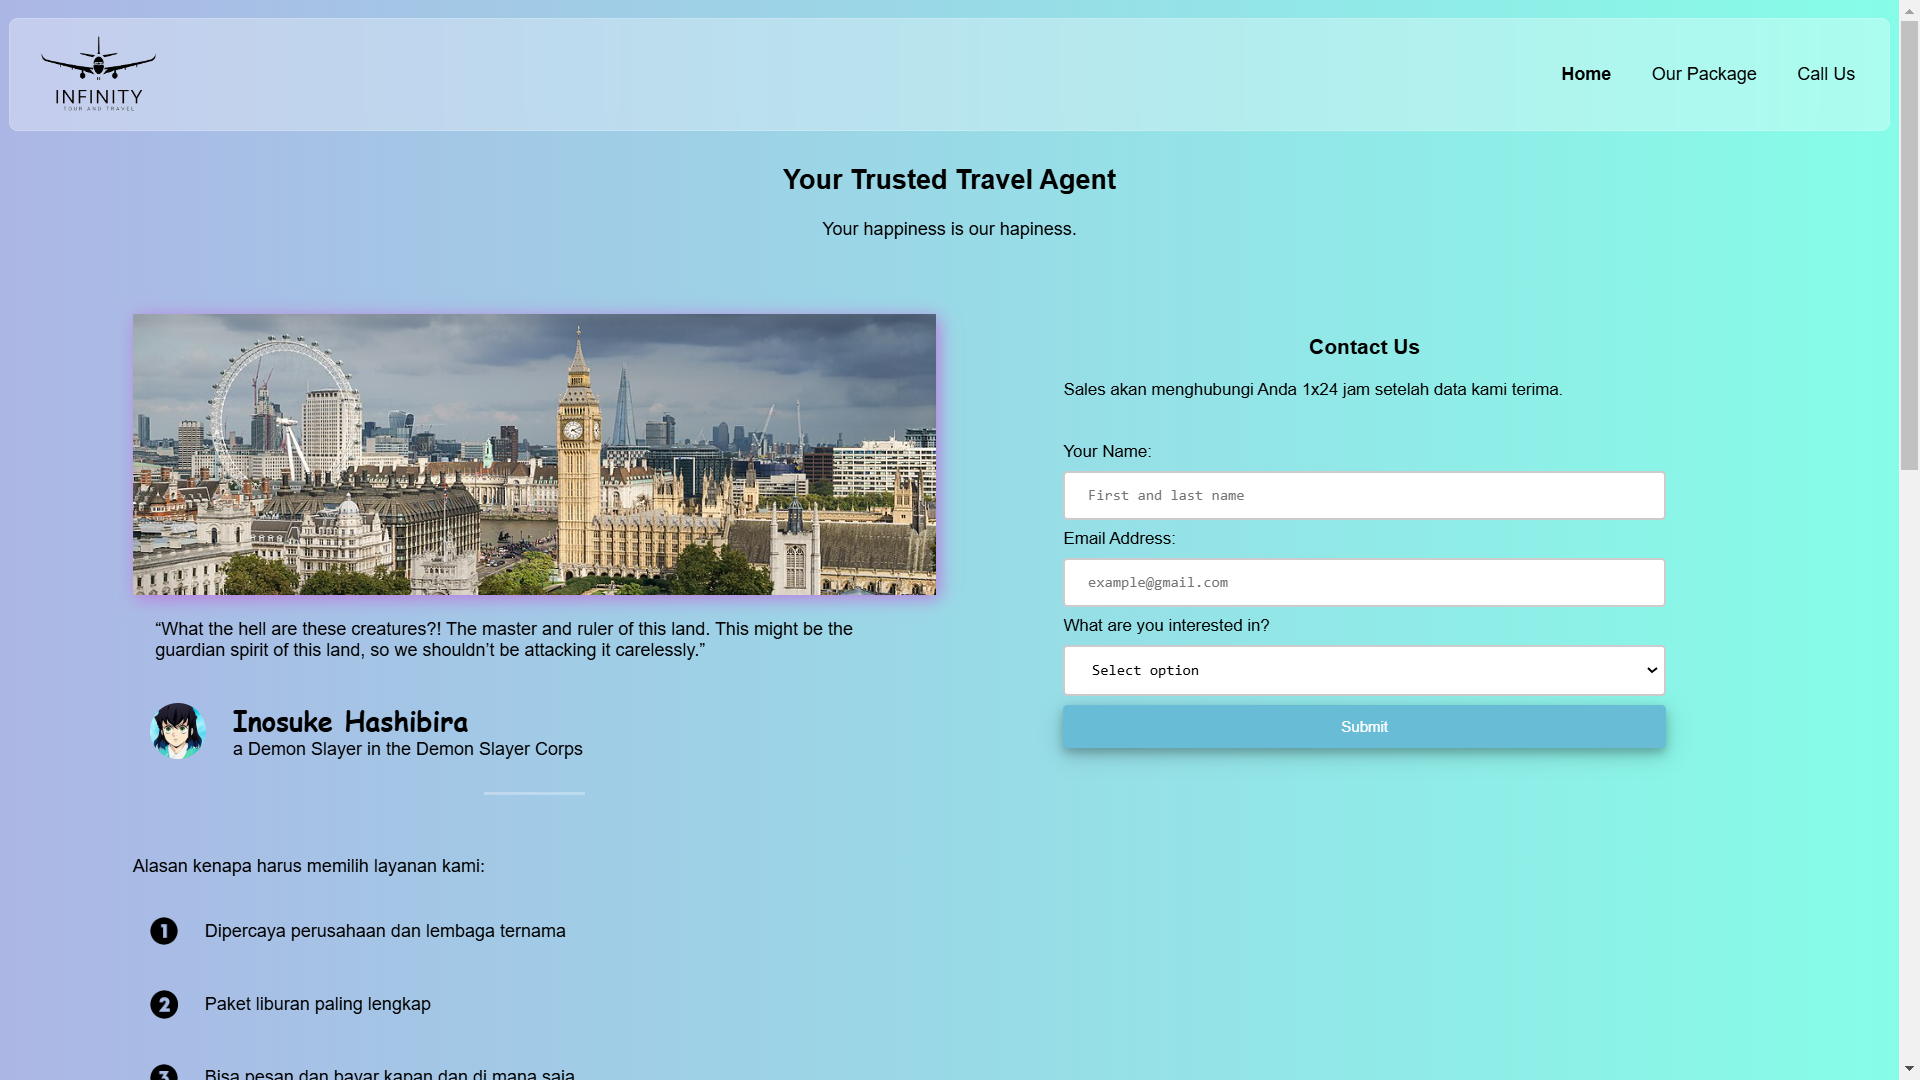 INFINITY
TOUR AND TRAVEL
Home
Our Package
Call Us
Your Trusted Travel Agent
Your happiness is our hapiness.
“What the hell are these creatures?! The master and ruler of this land. This might be the
guardian spirit of this land, so we shouldn’t be attacking it carelessly.”
Inosuke Hashibira
a Demon Slayer in the Demon Slayer Corps
Alasan kenapa harus memilih layanan kami:
1 Dipercaya perusahaan dan lembaga ternama
2 Paket liburan paling lengkap
3 Bisa pesan dan bayar kapan dan di mana saja
Contact Us
Sales akan menghubungi Anda 1x24 jam setelah data kami terima.
Your Name:
First and last name
Email Address:
example@gmail.com
What are you interested in?
Select option
Submit